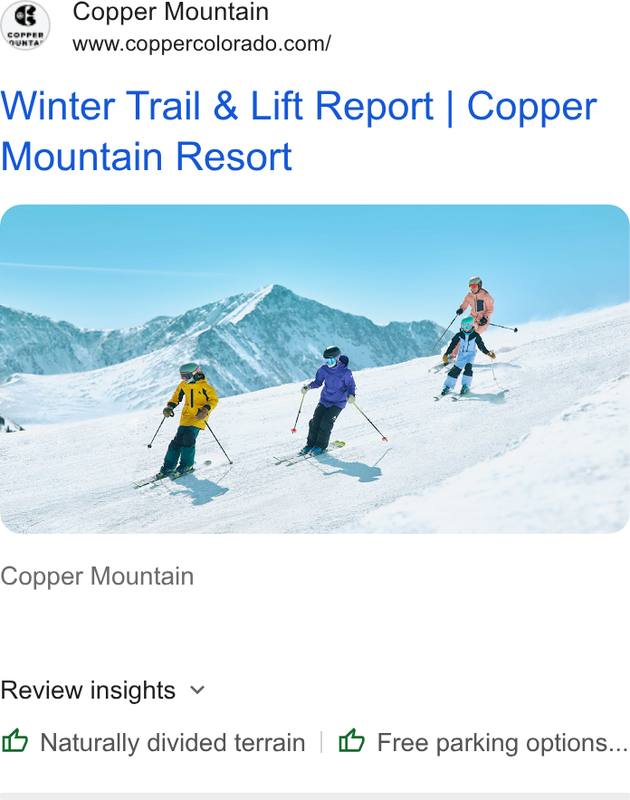 COPPER
Copper Mountain
www.coppercolorado.com/
Winter Trail & Lift Report | Copper
Mountain Resort
Copper Mountain
Review insights
Naturally divided terrain
Free parking options...